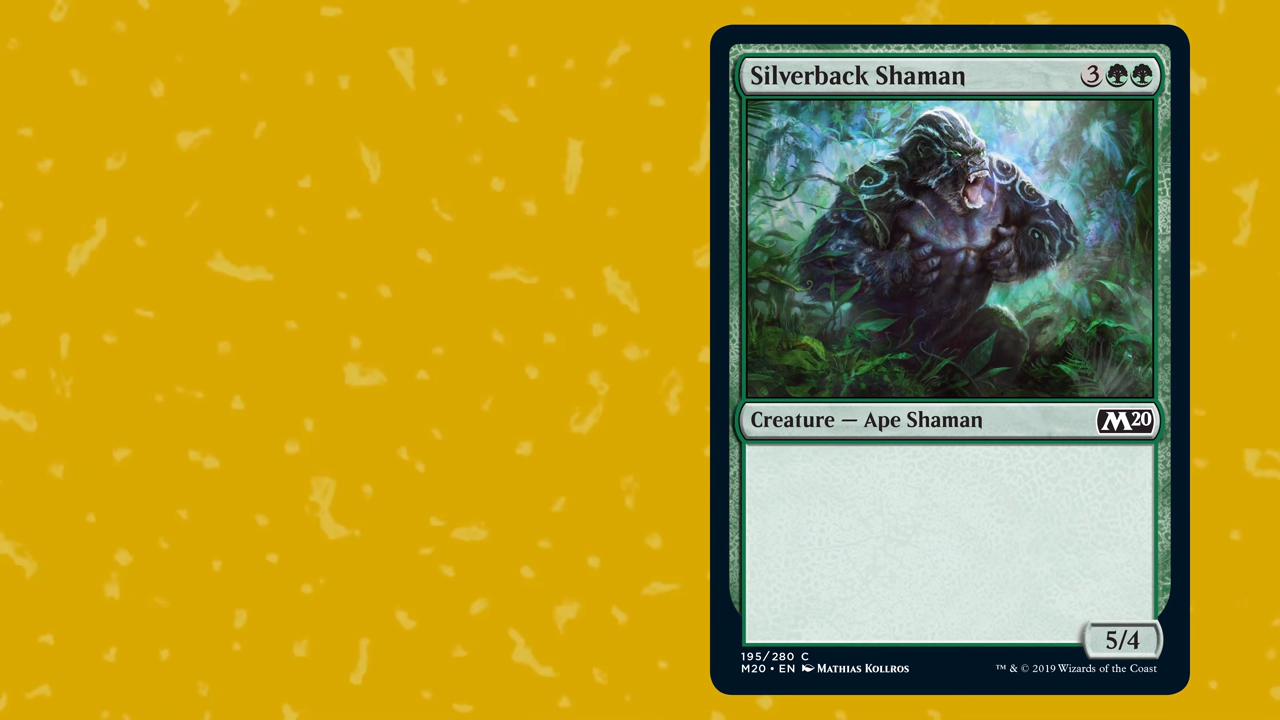 Silverback Shaman 3
Creature — Ape Shaman M20
5/4
195/280 C
M20 • EN Mathias Kollros ™ & © 2019 Wizards of the Coast